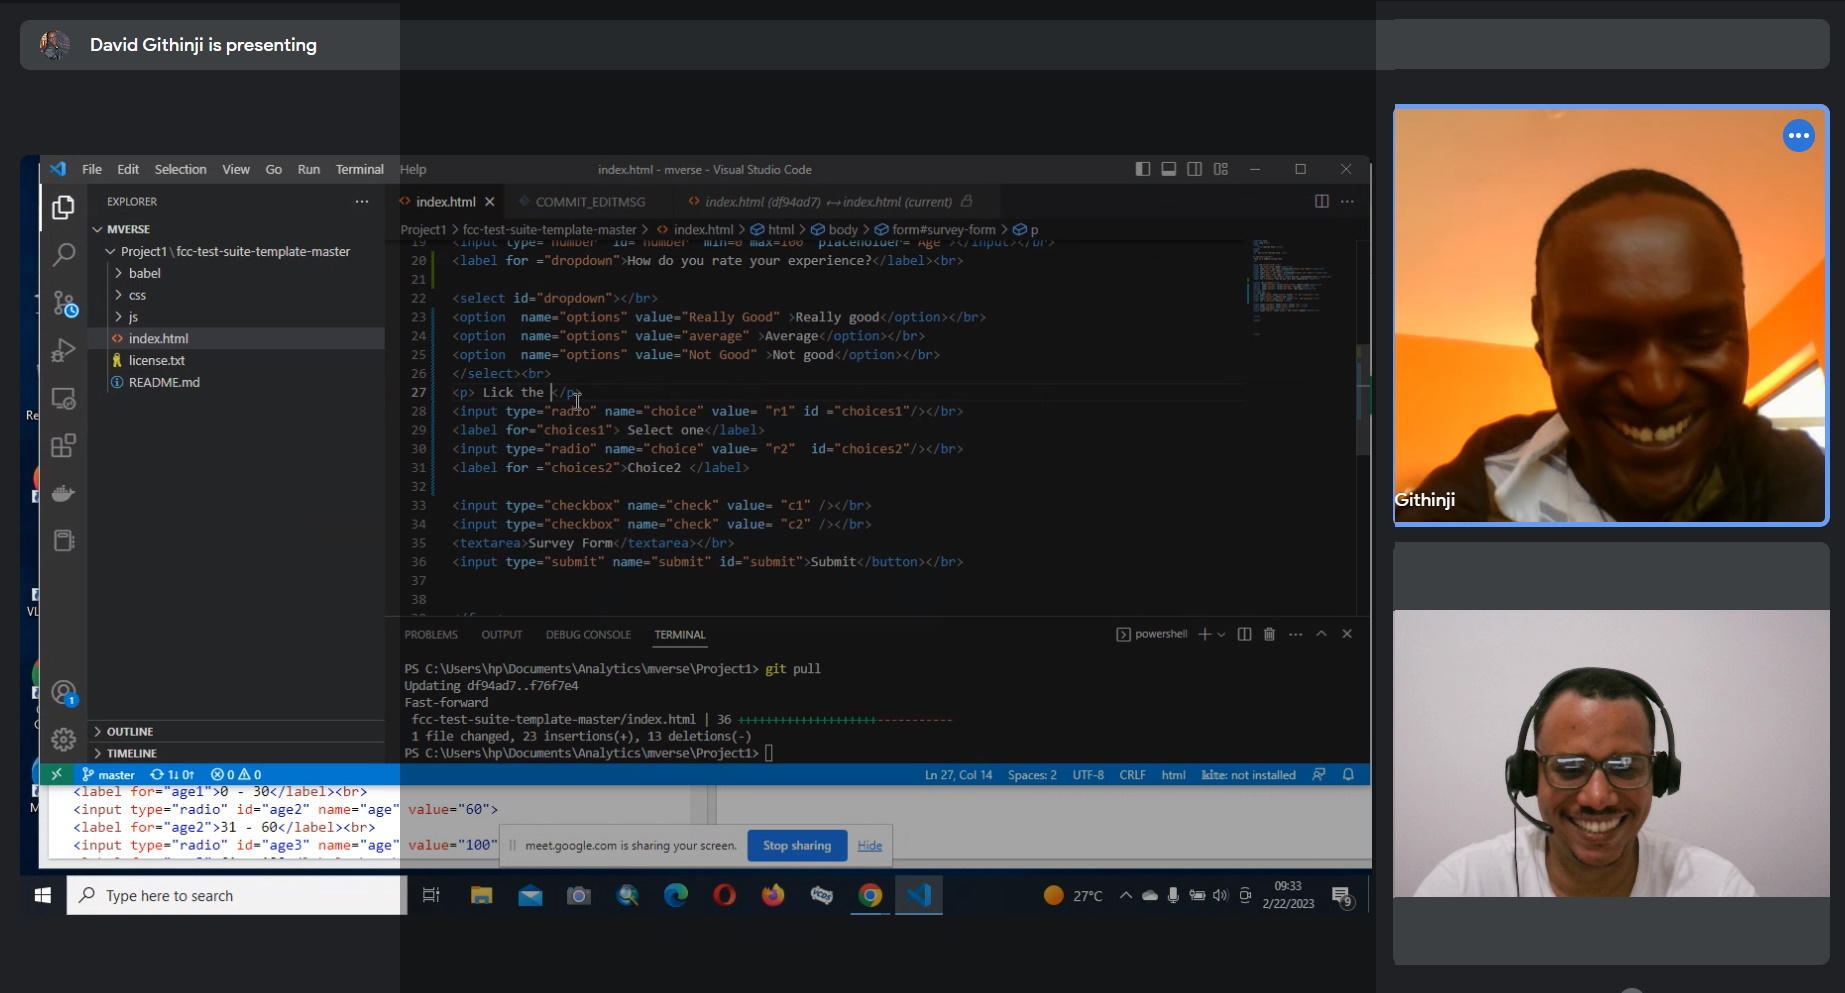 David Githinji is presenting
File Edit Selection View Go Run Terminal Help
index.html - mverse - Visual Studio Code
EXPLORER
MVERSE
Project1 \ fcc-test-suite-template-master
babel
css
js
index.html
license.txt
README.md
OUTLINE
TIMELINE
index.html
COMMIT_EDITMSG
index.html (df94ad7) ↔ index.html (current)
Project1 > fcc-test-suite-template-master > index.html > html > body > form#survey-form > p
19 <input type="number" id="number" min=0 max=100 placeholder="Age"></input></br>
20 <label for ="dropdown">How do you rate your experience?</label><br>
21
22 <select id="dropdown"></br>
23 <option  name="options" value="Really Good" >Really good</option></br>
24 <option  name="options" value="average" >Average</option></br>
25 <option  name="options" value="Not Good" >Not good</option></br>
26 </select><br>
27 <p> Lick the </p>
28 <input type="radio" name="choice" value= "r1" id ="choices1"/></br>
29 <label for="choices1"> Select one</label>
30 <input type="radio" name="choice" value= "r2"  id="choices2"/></br>
31 <label for ="choices2">Choice2 </label>
32
33 <input type="checkbox" name="check" value= "c1" /></br>
34 <input type="checkbox" name="check" value= "c2" /></br>
35 <textarea>Survey Form</textarea></br>
36 <input type="submit" name="submit" id="submit">Submit</button></br>
37
38
PROBLEMS OUTPUT DEBUG CONSOLE TERMINAL
powershell
PS C:\Users\hp\Documents\Analytics\mverse\Project1> git pull
Updating df94ad7..f76f7e4
Fast-forward
fcc-test-suite-template-master/index.html | 36 ++++++++++++++++++++-----------
1 file changed, 23 insertions(+), 13 deletions(-)
PS C:\Users\hp\Documents\Analytics\mverse\Project1>
master 1↓ 0↑ 0 0
Ln 27, Col 14 Spaces: 2 UTF-8 CRLF html kite: not installed
<label for="age1">0 - 30</label><br>
<input type="radio" id="age2" name="age" value="60">
<label for="age2">31 - 60</label><br>
<input type="radio" id="age3" name="age" value="100"
meet.google.com is sharing your screen.
Stop sharing
Hide
Type here to search
27°C
09:33
2/22/2023
9
1
Githinji